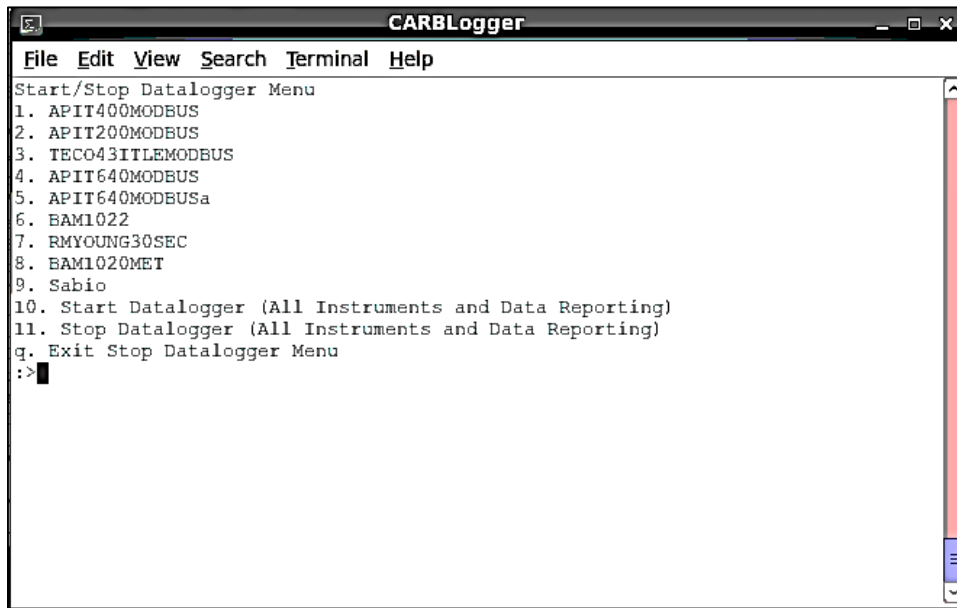 CARBLogger
File Edit View Search Terminal Help
Start/Stop Datalogger Menu
1. APIT400MODBUS
2. APIT200MODBUS
3. TECO43ITLEMODBUS
4. APIT640MODBUS
5. APIT640MODBUSa
6. BAM1022
7. RMYOUNG30SEC
8. BAM1020MET
9. Sabio
10. Start Datalogger (All Instruments and Data Reporting)
11. Stop Datalogger (All Instruments and Data Reporting)
q. Exit Stop Datalogger Menu
:>